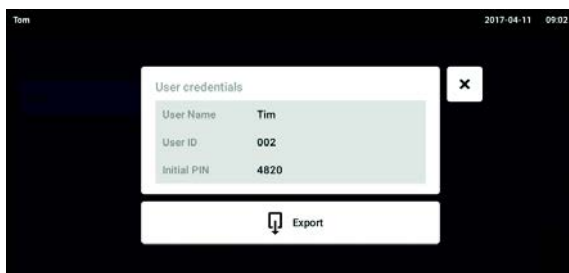 Tom 2017-04-11 09:02
User credentials
User Name Tim
User ID 002
Initial PIN 4820
Export